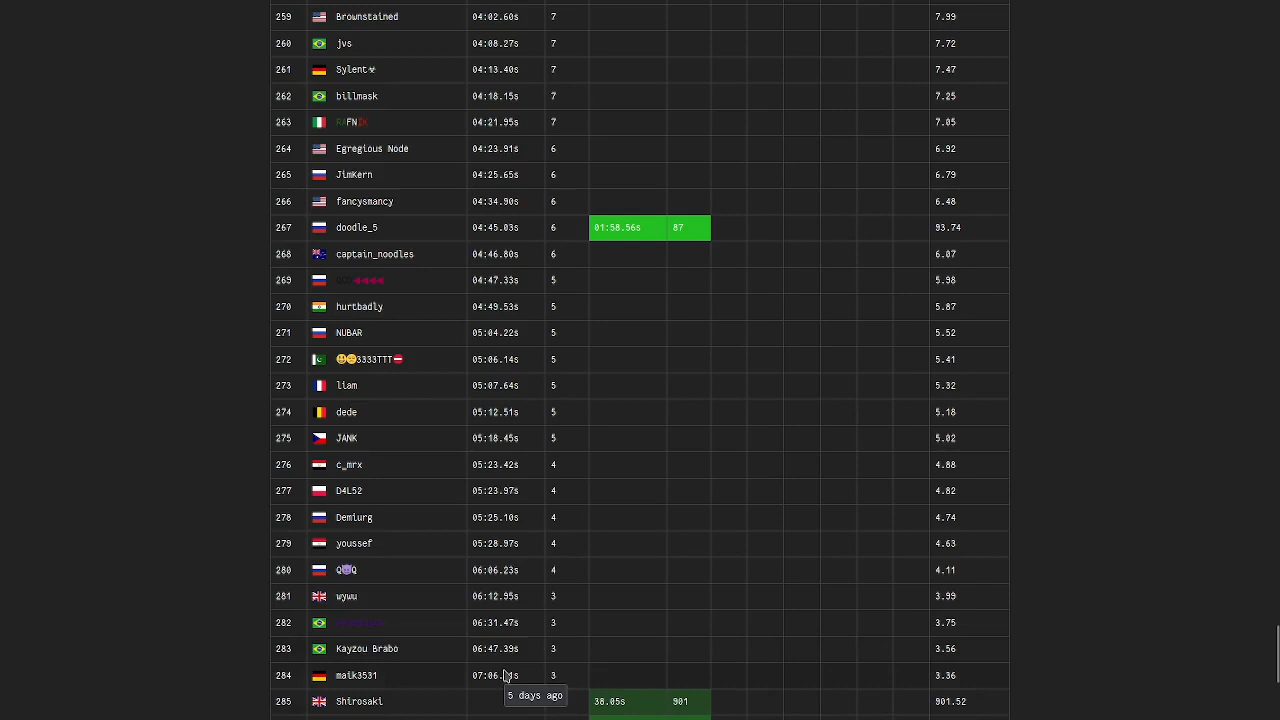 259 Brownstained 04:02.60s 7 7.99
260 jvs 04:08.27s 7 7.72
261 Sylent☣ 04:13.40s 7 7.47
262 billmask 04:18.15s 7 7.25
263 RAFN 04:21.95s 7 7.05
264 Egregious Node 04:23.91s 6 6.92
265 JimKern 04:25.65s 6 6.79
266 fancysmancy 04:34.90s 6 6.48
267 doodle_5 04:45.03s 6 01:58.56s 87 93.74
268 captain_noodles 04:46.80s 6 6.07
269 04:47.33s 5 5.98
270 hurtbadly 04:49.53s 5 5.87
271 NUBAR 05:04.22s 5 5.52
272 😃😕3333TTT⛔ 05:06.14s 5 5.41
273 llam 05:07.64s 5 5.32
274 dede 05:12.51s 5 5.18
275 JANK 05:18.45s 5 5.02
276 c_mrx 05:23.42s 4 4.88
277 D4L52 05:23.97s 4 4.82
278 Demiurg 05:25.10s 4 4.74
279 youssef 05:28.97s 4 4.63
280 Q😈Q 06:06.23s 4 4.11
281 wywu 06:12.95s 3 3.99
282 06:31.47s 3 3.75
283 Kayzou Brabo 06:47.39s 3 3.56
284 malk3531 3 3.36
5 days ago
285 Shirosaki 38.05s 901 901.52